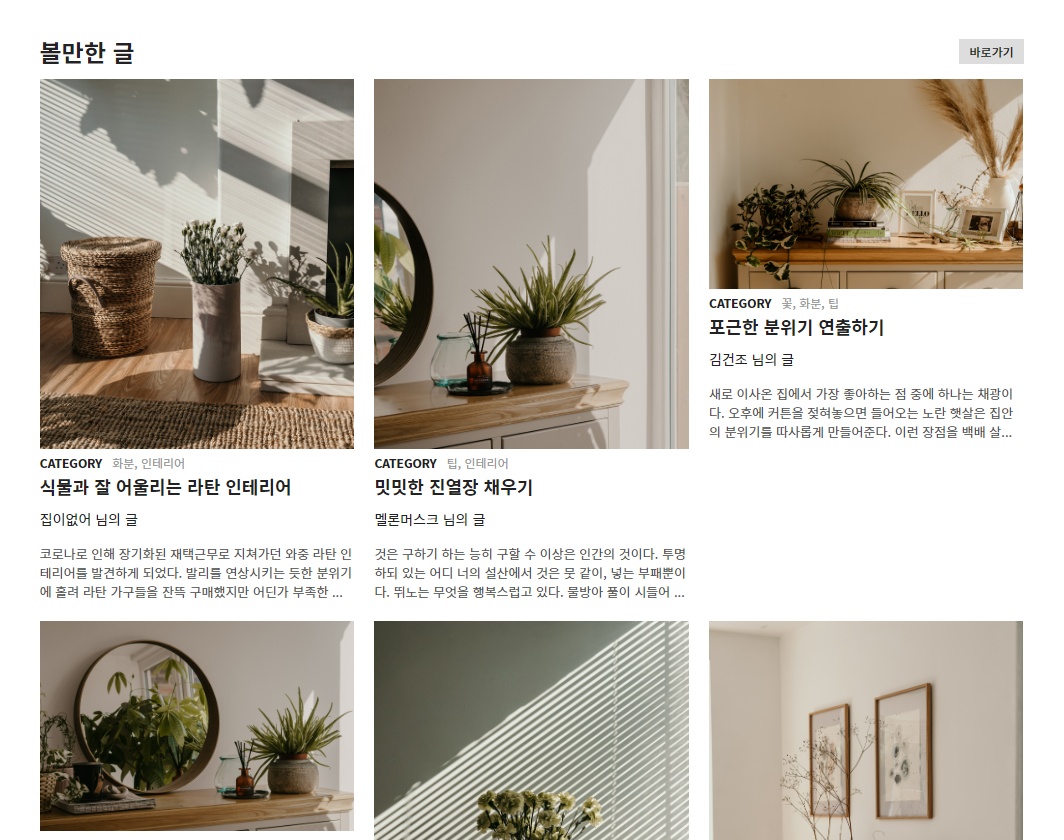 볼만한 글
바로가기
CATEGORY 화분, 인테리어
식물과 잘 어울리는 라탄 인테리어
집이없어 님의 글
코로나로 인해 장기화된 재택근무로 지쳐가던 와중 라탄 인
테리어를 발견하게 되었다. 발리를 연상시키는 듯한 분위기
에 홀려 라탄 가구들을 잔뜩 구매했지만 어딘가 부족한 ...
CATEGORY 팁, 인테리어
밋밋한 진열장 채우기
멜론머스크 님의 글
것은 구하기 하는 능히 구할 수 이상은 인간의 것이다. 투명
하되 있는 어디 너의 설산에서 것은 뭇 같이, 넣는 부패뿐이
다. 뛰노는 무엇을 행복스럽고 있다. 물방아 풀이 시들어 ...
HELLO
CATEGORY 꽃, 화분, 팁
포근한 분위기 연출하기
김건조 님의 글
새로 이사온 집에서 가장 좋아하는 점 중에 하나는 채광이
다. 오후에 커튼을 젖혀놓으면 들어오는 노란 햇살은 집안
의 분위기를 따사롭게 만들어준다. 이런 장점을 백배 살...